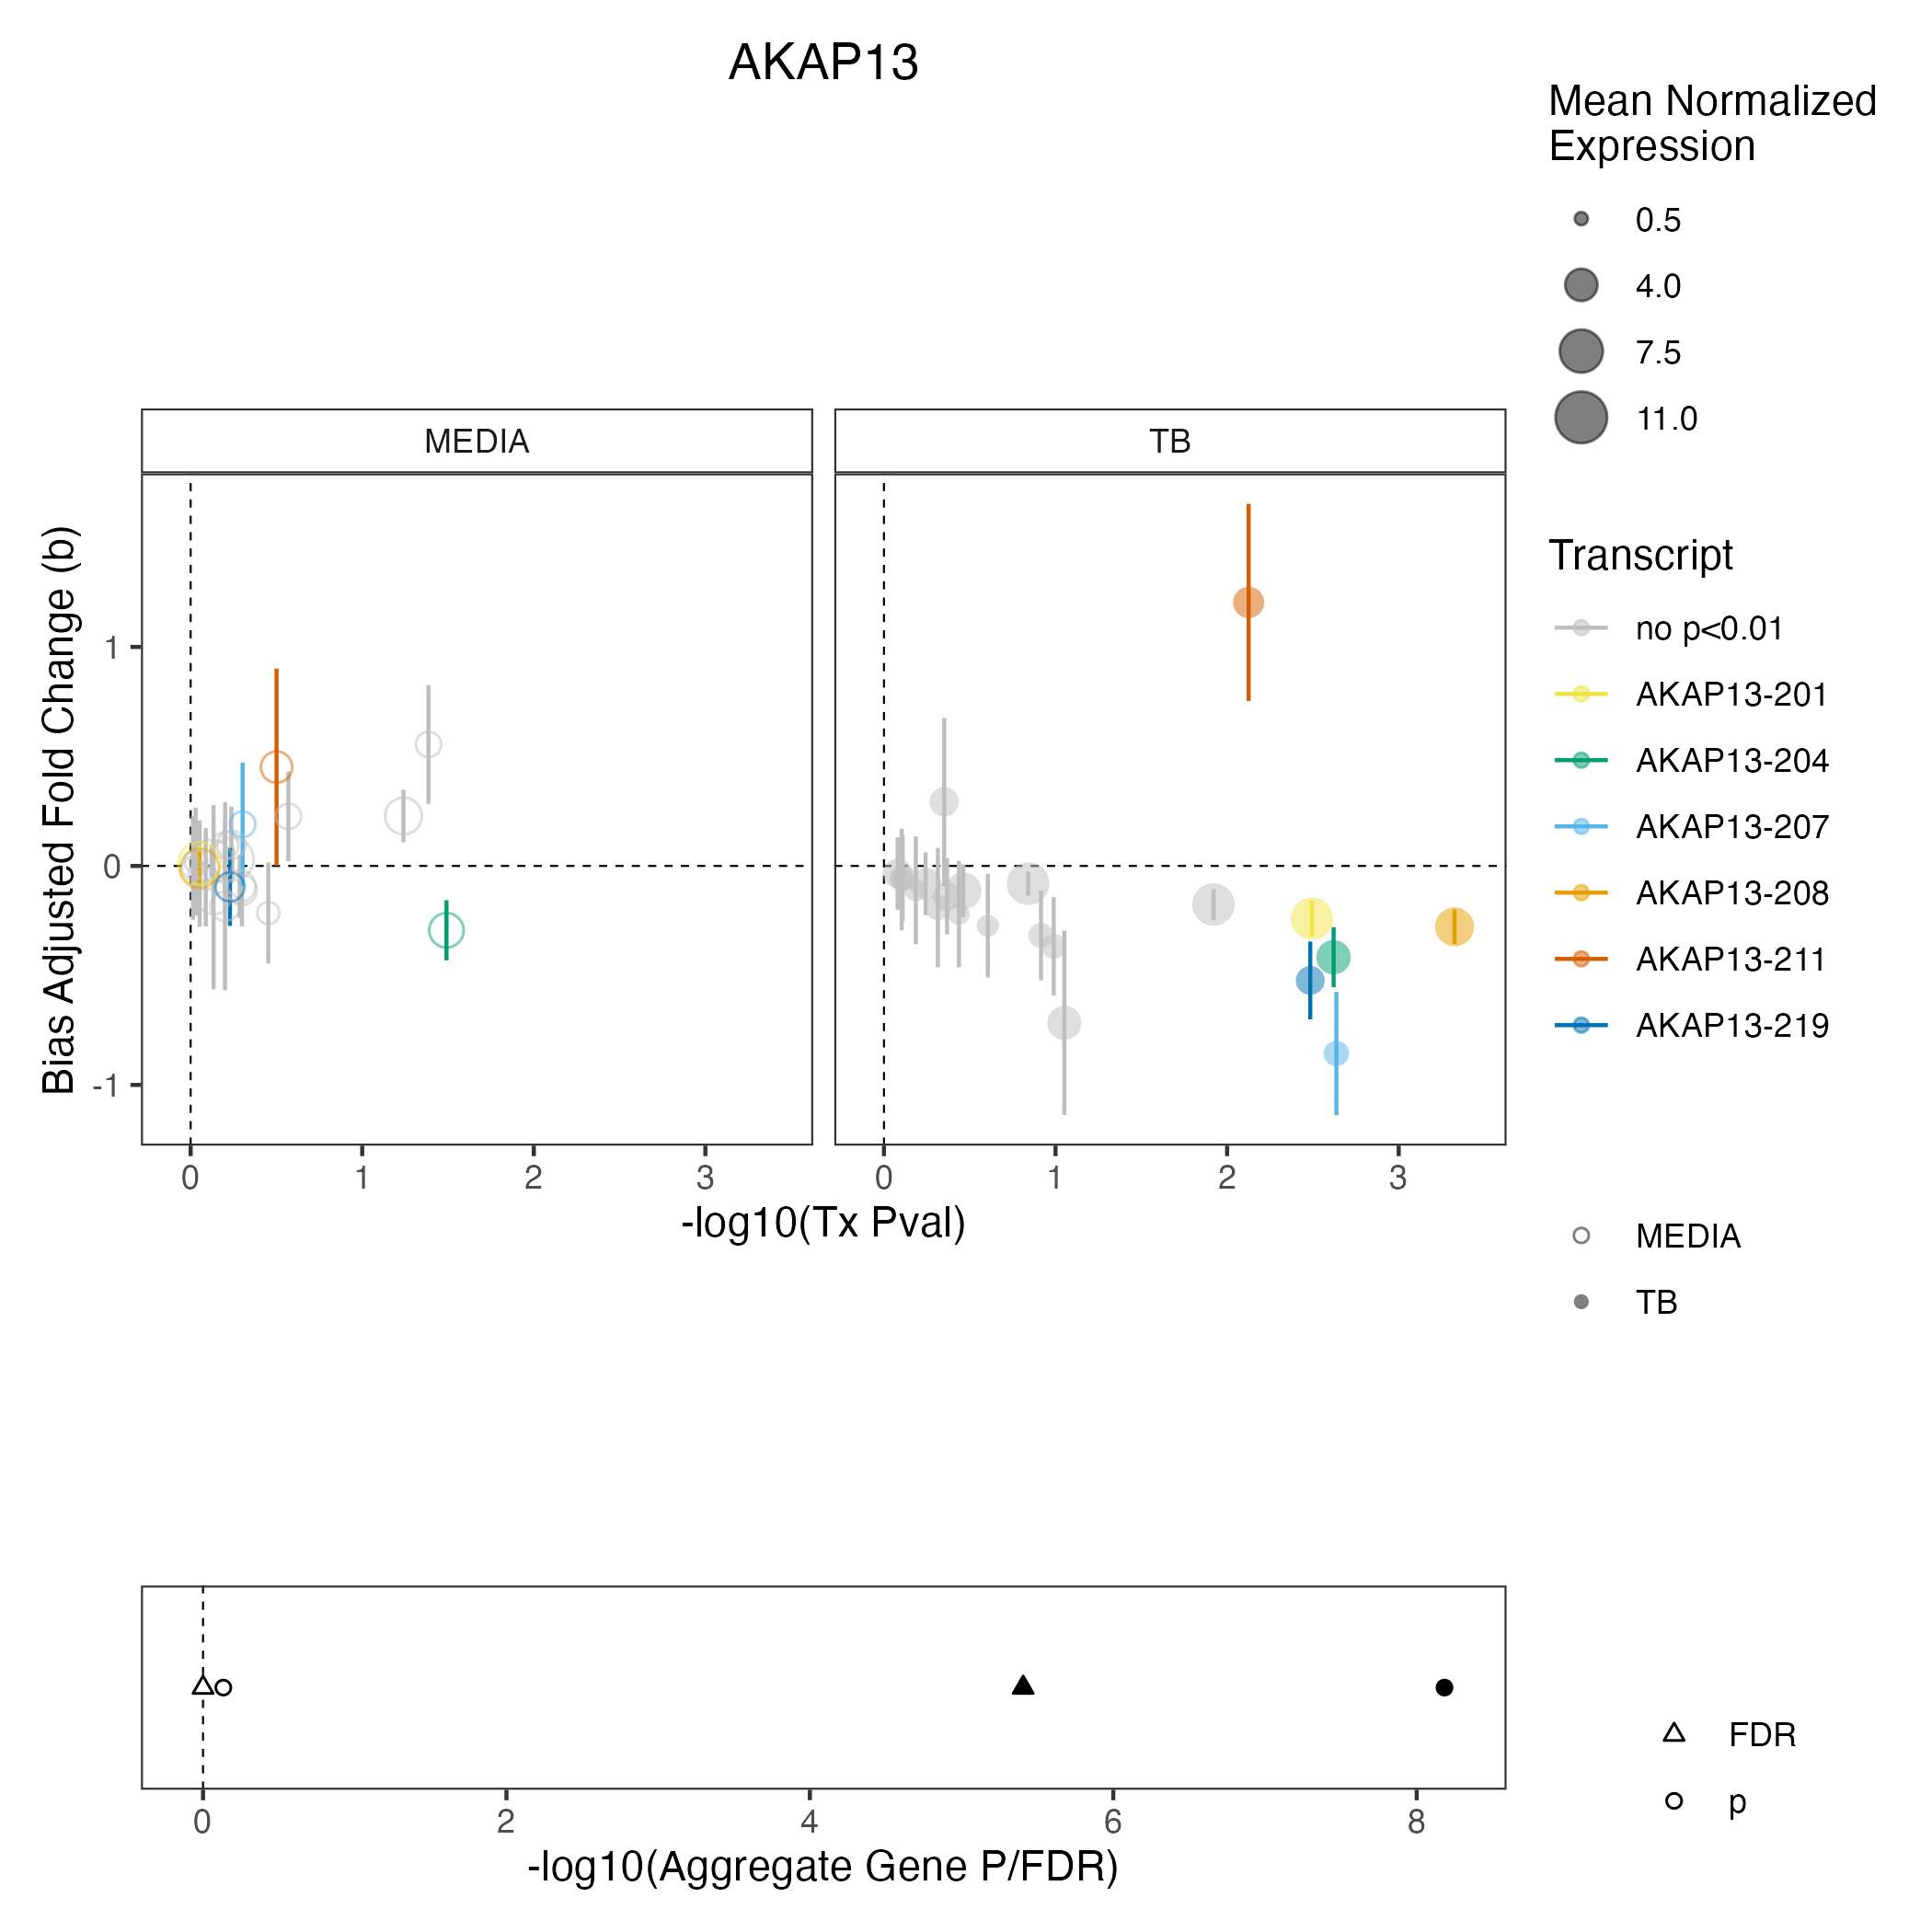 AKAP13
Mean Normalized
Expression
0.5
4.0
7.5
11.0
MEDIA
TB
Bias Adjusted Fold Change (b)
1
0
-1
0
1
2
3
0
1
2
3
-log10(Tx Pval)
Transcript
no p<0.01
AKAP13-201
AKAP13-204
AKAP13-207
AKAP13-208
AKAP13-211
AKAP13-219
MEDIA
TB
0
2
4
6
8
-log10(Aggregate Gene P/FDR)
FDR
p